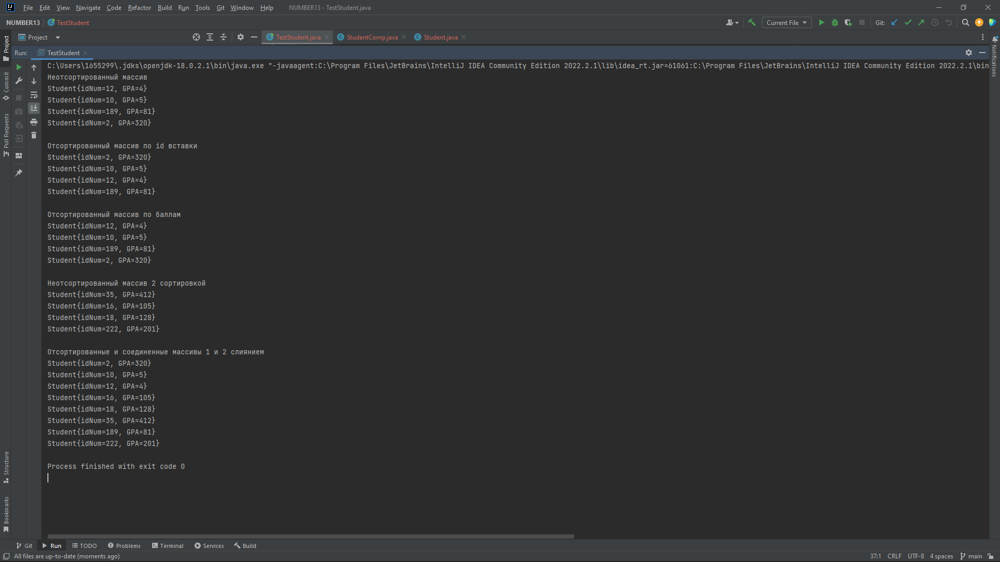 File Edit View Navigate Code Refactor Build Run Tools Git Window Help NUMBER13 - TestStudent.java
NUMBER13 TestStudent Current File Git:
Project TestStudent.java StudentComp.java Student.java
Run: TestStudent
C:\Users\1655299\.jdks\openjdk-18.0.2.1\bin\java.exe "-javaagent:C:\Program Files\JetBrains\IntelliJ IDEA Community Edition 2022.2.1\lib\idea_rt.jar=61061:C:\Program Files\JetBrains\IntelliJ IDEA Community Edition 2022.2.1\bin
Неотсортированный массив
Student{idNum=12, GPA=4}
Student{idNum=10, GPA=5}
Student{idNum=189, GPA=81}
Student{idNum=2, GPA=320}
Отсортированный массив по id вставки
Student{idNum=2, GPA=320}
Student{idNum=10, GPA=5}
Student{idNum=12, GPA=4}
Student{idNum=189, GPA=81}
Отсортированный массив по баллам
Student{idNum=12, GPA=4}
Student{idNum=10, GPA=5}
Student{idNum=189, GPA=81}
Student{idNum=2, GPA=320}
Неотсортированный массив 2 сортировкой
Student{idNum=35, GPA=412}
Student{idNum=16, GPA=105}
Student{idNum=18, GPA=128}
Student{idNum=222, GPA=201}
Отсортированные и соединенные массивы 1 и 2 слиянием
Student{idNum=2, GPA=320}
Student{idNum=10, GPA=5}
Student{idNum=12, GPA=4}
Student{idNum=16, GPA=105}
Student{idNum=18, GPA=128}
Student{idNum=35, GPA=412}
Student{idNum=189, GPA=81}
Student{idNum=222, GPA=201}
Process finished with exit code 0
Project
Commit
Pull Requests
Structure
Bookmarks
Notifications
Git Run TODO Problems Terminal Services Build
All files are up-to-date (moments ago) 37:1 CRLF UTF-8 4 spaces main